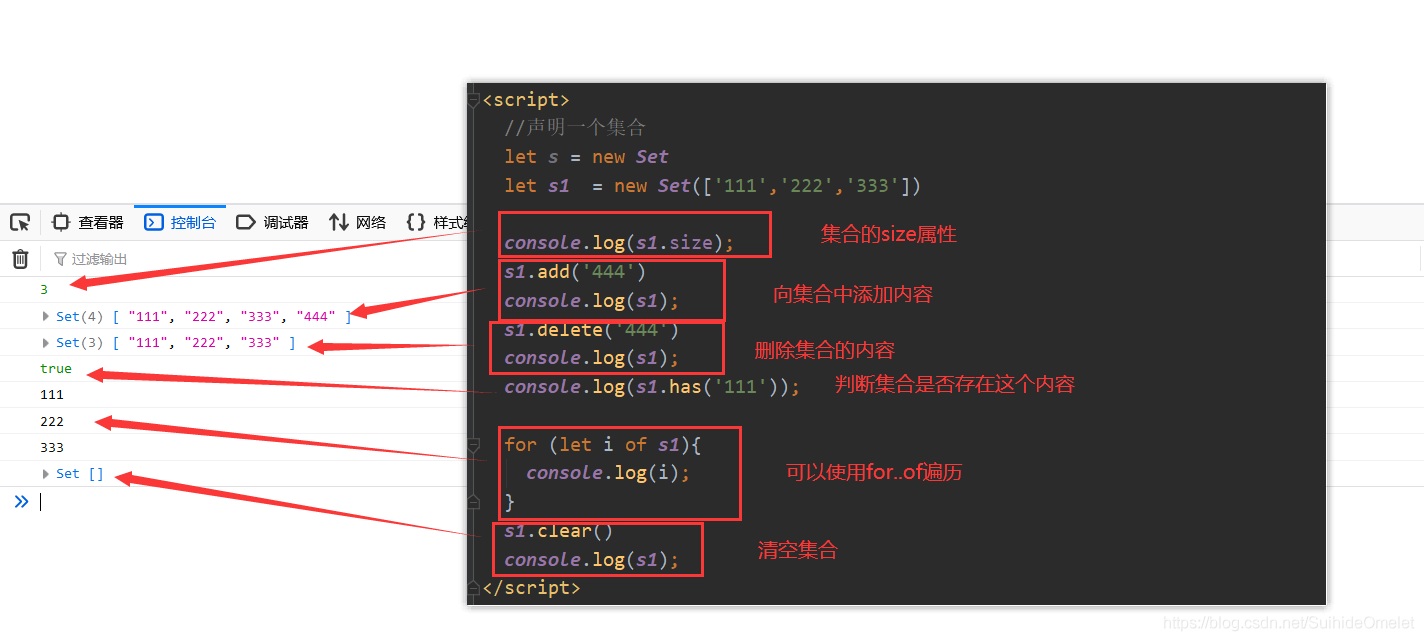 查看器 控制台 调试器 网络 {} 样式
过滤输出
3
Set(4) [ "111", "222", "333", "444" ]
Set(3) [ "111", "222", "333" ]
true
111
222
333
Set []
<script>
//声明一个集合
let s = new Set
let s1  = new Set(['111','222','333'])
console.log(s1.size);
集合的size属性
s1.add('444')
console.log(s1);
向集合中添加内容
s1.delete('444')
console.log(s1);
删除集合的内容
console.log(s1.has('111'));
判断集合是否存在这个内容
for (let i of s1){
console.log(i);
}
可以使用for..of遍历
s1.clear()
console.log(s1);
清空集合
</script>
https://blog.csdn.net/SuihideOmelet